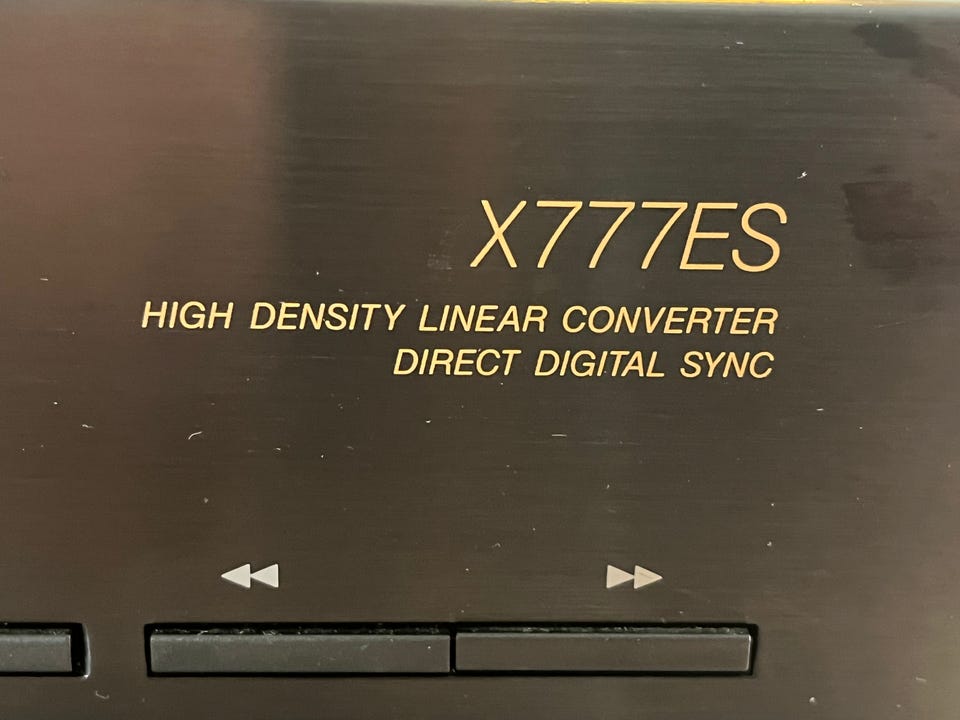 X777ES
HIGH DENSITY LINEAR CONVERTER
DIRECT DIGITAL SYNC